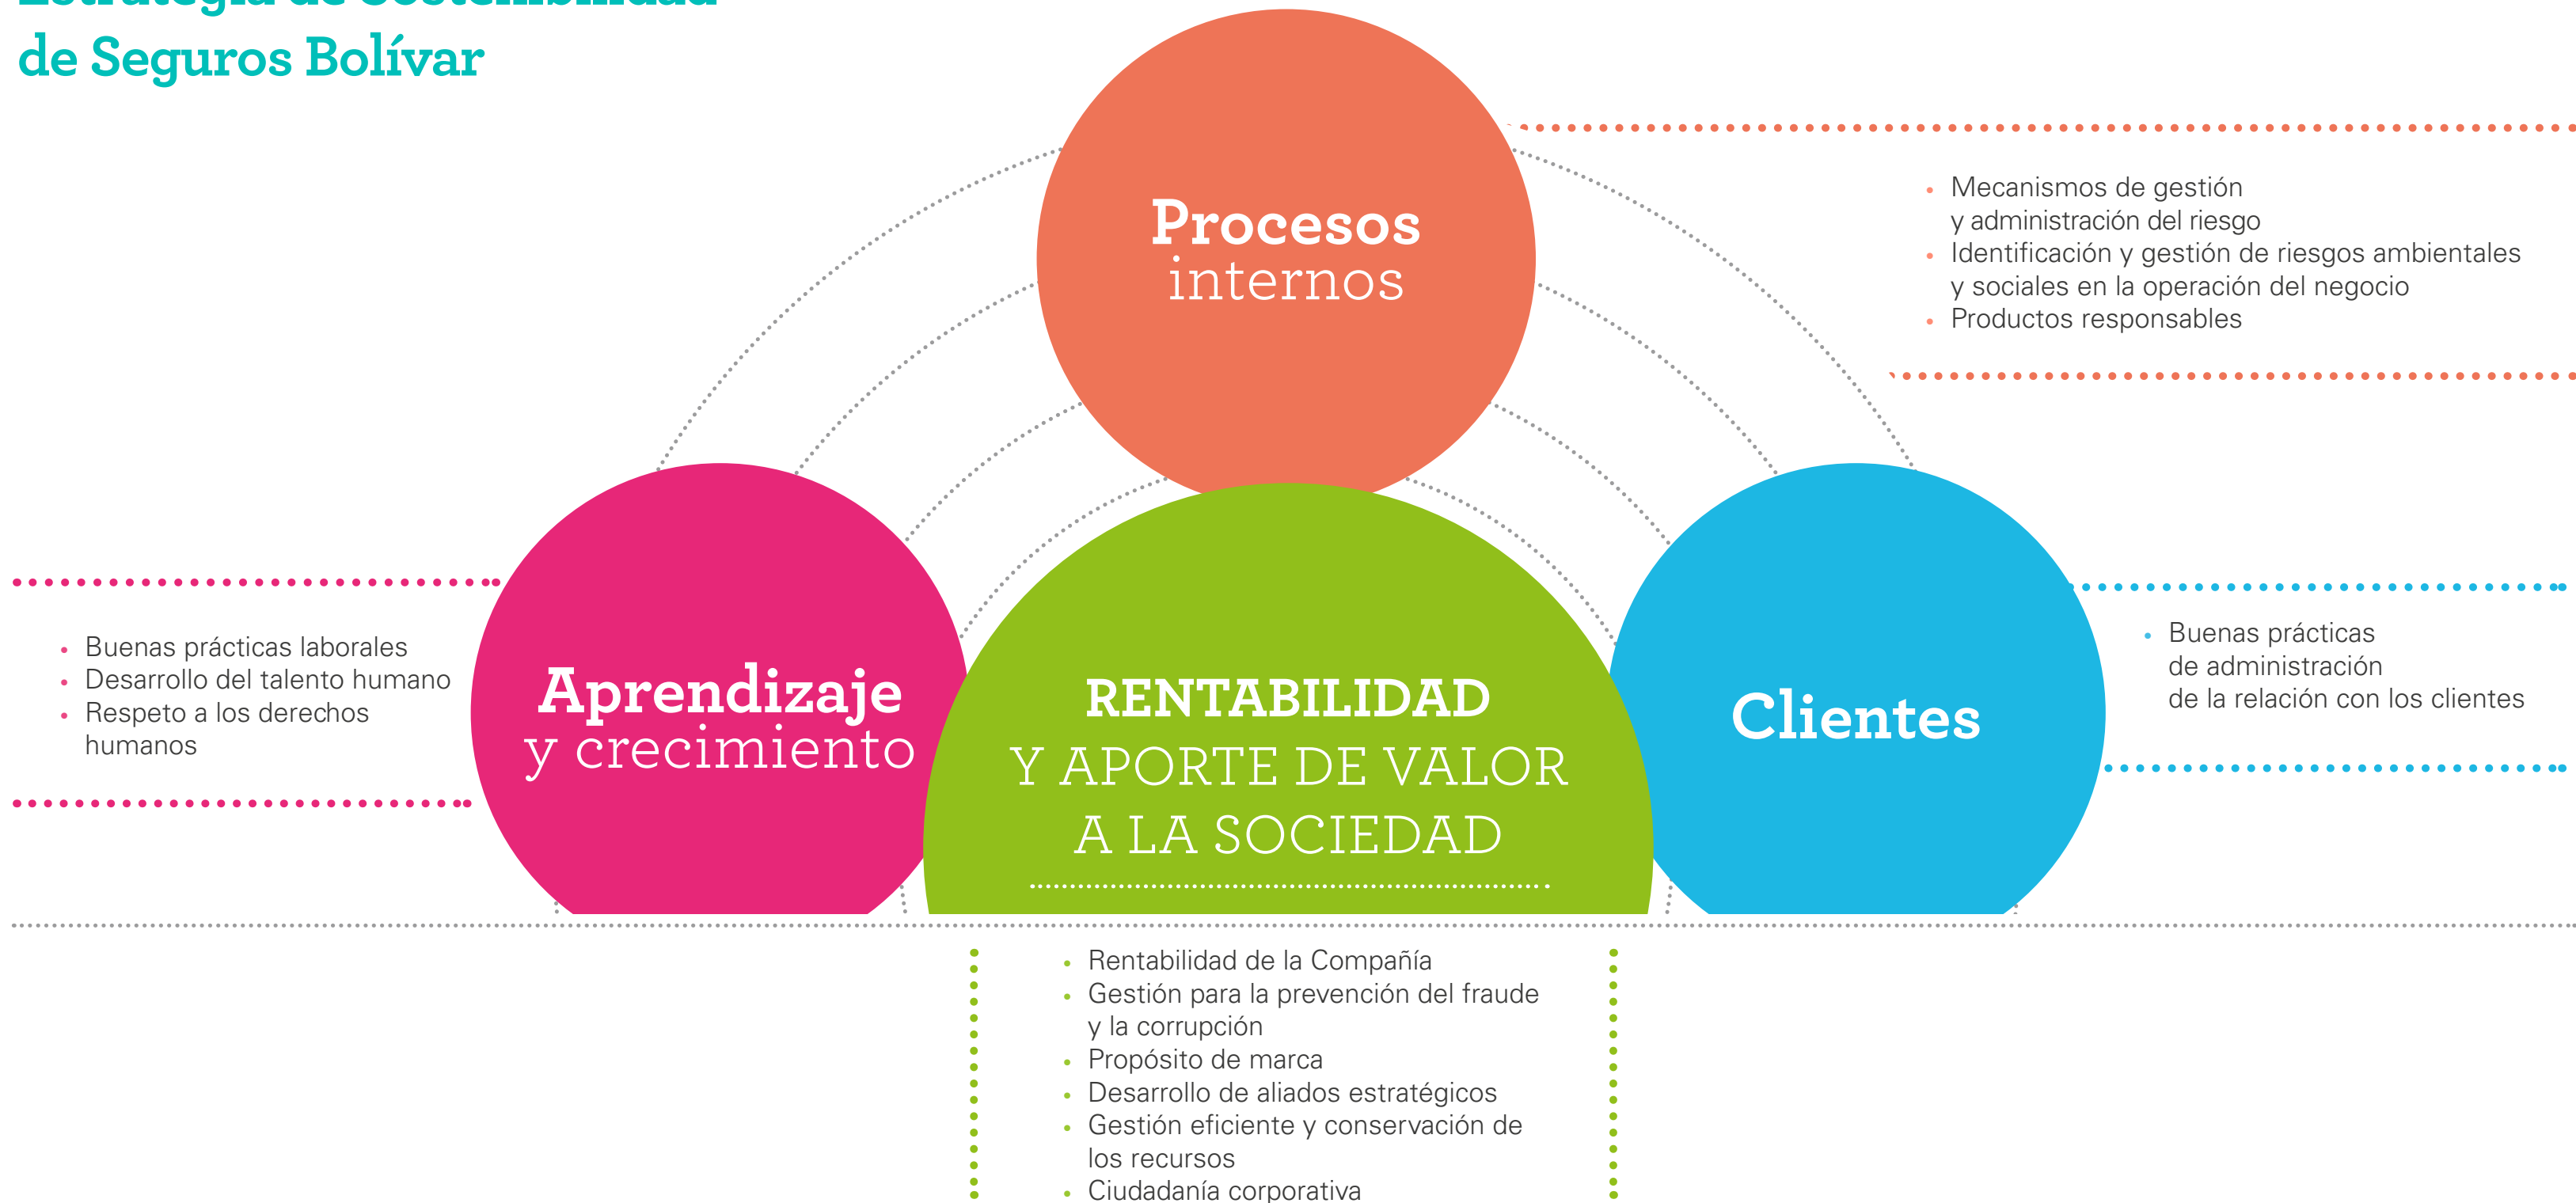 Estrategia de Sostenibilidad
de Seguros Bolívar
Procesos
internos
• Mecanismos de gestión
y administración del riesgo
• Identificación y gestión de riesgos ambientales
y sociales en la operación del negocio
• Productos responsables
• Buenas prácticas laborales
• Desarrollo del talento humano
• Respeto a los derechos
humanos
Aprendizaje
y crecimiento
RENTABILIDAD
Y APORTE DE VALOR
A LA SOCIEDAD
Clientes
• Buenas prácticas
de administración
de la relación con los clientes
• Rentabilidad de la Compañía
• Gestión para la prevención del fraude
y la corrupción
• Propósito de marca
• Desarrollo de aliados estratégicos
• Gestión eficiente y conservación de
los recursos
• Ciudadanía corporativa